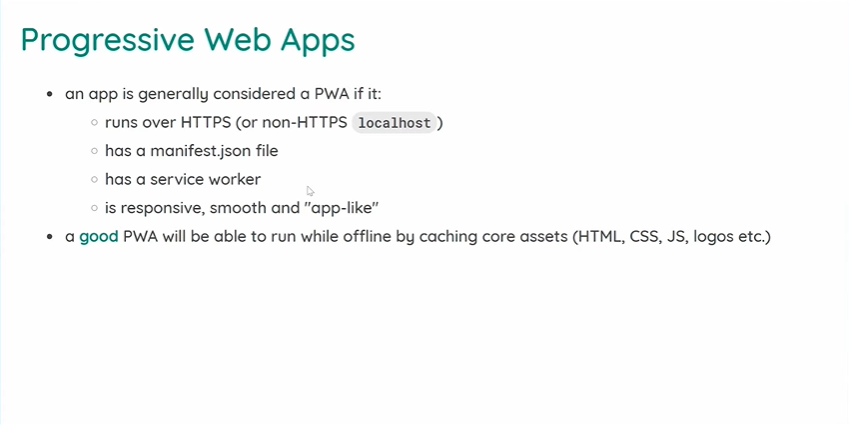 Progressive Web Apps
• an app is generally considered a PWA if it:
○ runs over HTTPS (or non-HTTPS localhost)
○ has a manifest.json file
○ has a service worker
○ is responsive, smooth and "app-like"
• a good PWA will be able to run while offline by caching core assets (HTML, CSS, JS, logos etc.)